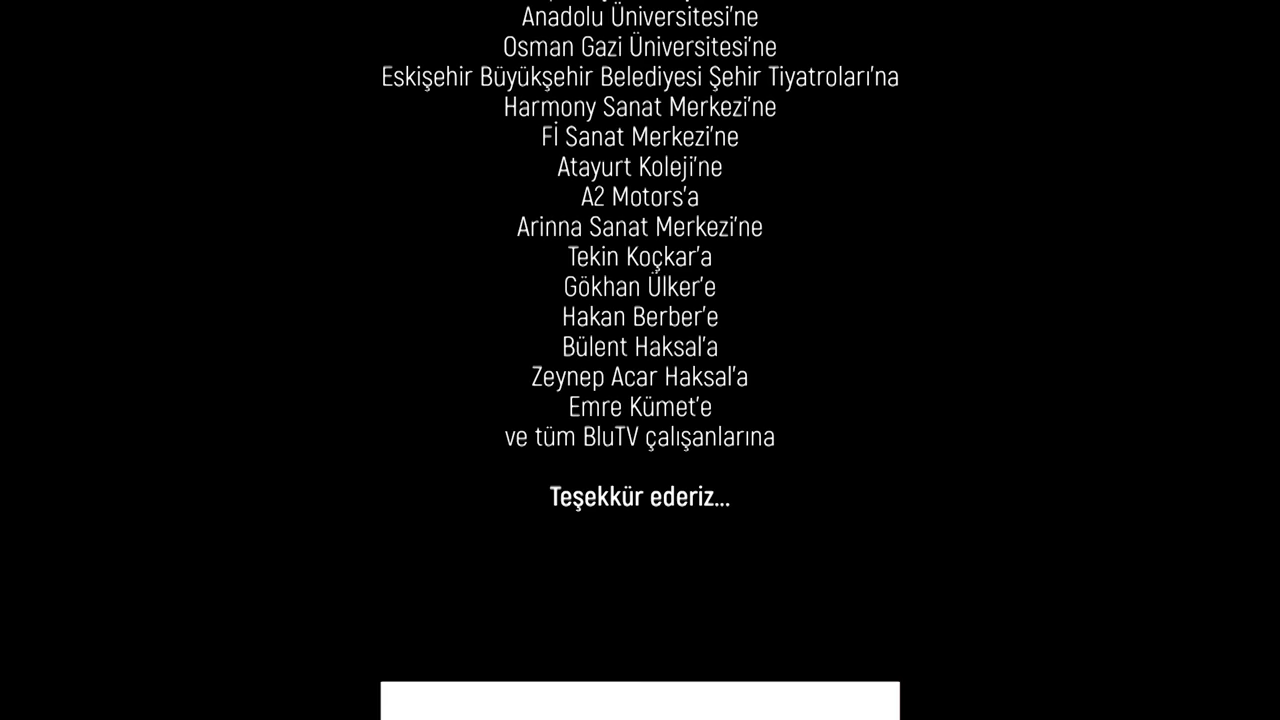 Anadolu Üniversitesi'ne
Osman Gazi Üniversitesi'ne
Eskişehir Büyükşehir Belediyesi Şehir Tiyatroları'na
Harmony Sanat Merkezi'ne
Fİ Sanat Merkezi'ne
Atayurt Koleji'ne
A2 Motors'a
Arinna Sanat Merkezi'ne
Tekin Koçkar'a
Gökhan Ülker'e
Hakan Berber'e
Bülent Haksal'a
Zeynep Acar Haksal'a
Emre Kümet'e
ve tüm BluTV çalışanlarına
Teşekkür ederiz...